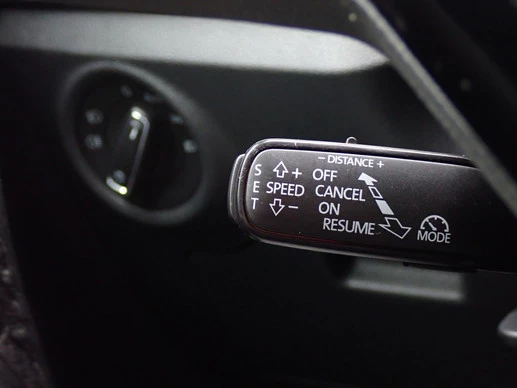 - DISTANCE +
S + OFF
E SPEED CANCEL
T - ON
RESUME
MODE